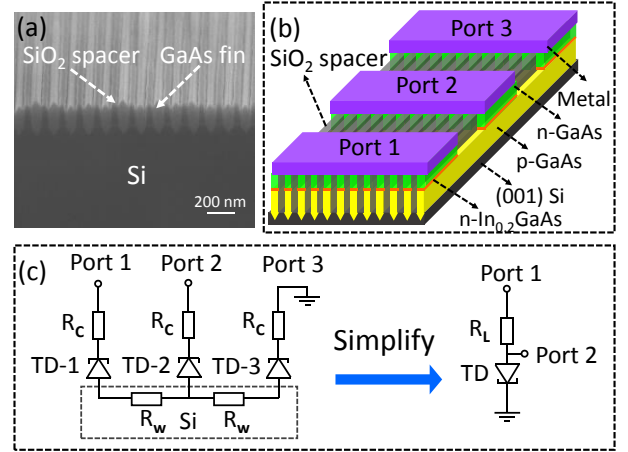 (a)
SiO2 spacer
GaAs fin
Si
200 nm
(b)
Port 3
SiO2 spacer
Port 2
Port 1
Metal
n-GaAs
p-GaAs
(001) Si
n-In0.2GaAs
(c)
Port 1 Port 2 Port 3
RC RC RC
TD-1 TD-2 TD-3
Rw Si Rw
Simplify
Port 1
RL
Port 2
TD